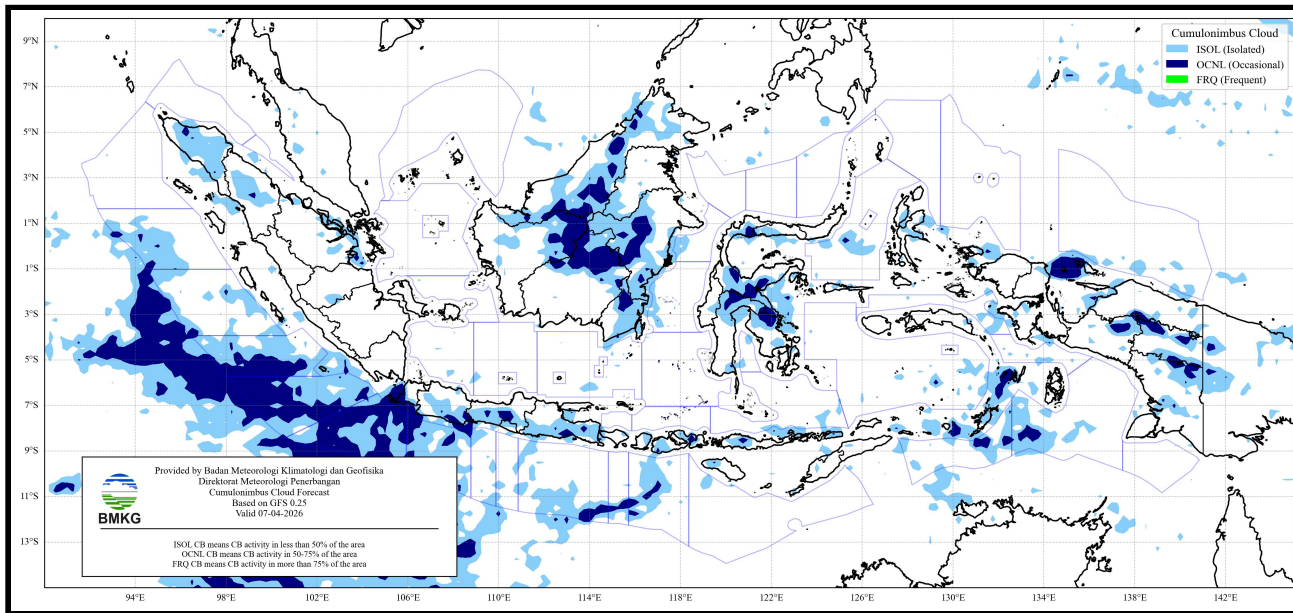 Cumulonimbus Cloud
ISOL (Isolated)
OCNL (Occasional)
FRQ (Frequent)
9°N
7°N
5°N
3°N
1°N
1°S
3°S
5°S
7°S
9°S
11°S
13°S
Provided by Badan Meteorologi Klimatologi dan Geofisika
Direktorat Meteorologi Penerbangan
Cumulonimbus Cloud Forecast
Based on GFS 0.25
Valid 07-04-2026
BMKG
ISOL CB means CB activity in less than 50% of the area
OCNL CB means CB activity in 50-75% of the area
FRQ CB means CB activity in more than 75% of the area
94°E 98°E 102°E 106°E 110°E 114°E 118°E 122°E 126°E 130°E 134°E 138°E 142°E